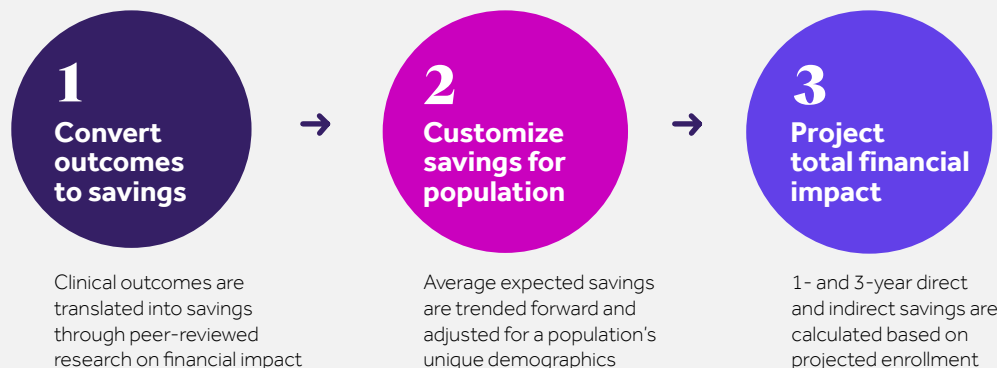 1
Convert
outcomes
to savings
Clinical outcomes are
translated into savings
through peer-reviewed
research on financial impact
2
Customize
savings for
population
Average expected savings
are trended forward and
adjusted for a population’s
unique demographics
3
Project
total financial
impact
1- and 3-year direct
and indirect savings are
calculated based on
projected enrollment